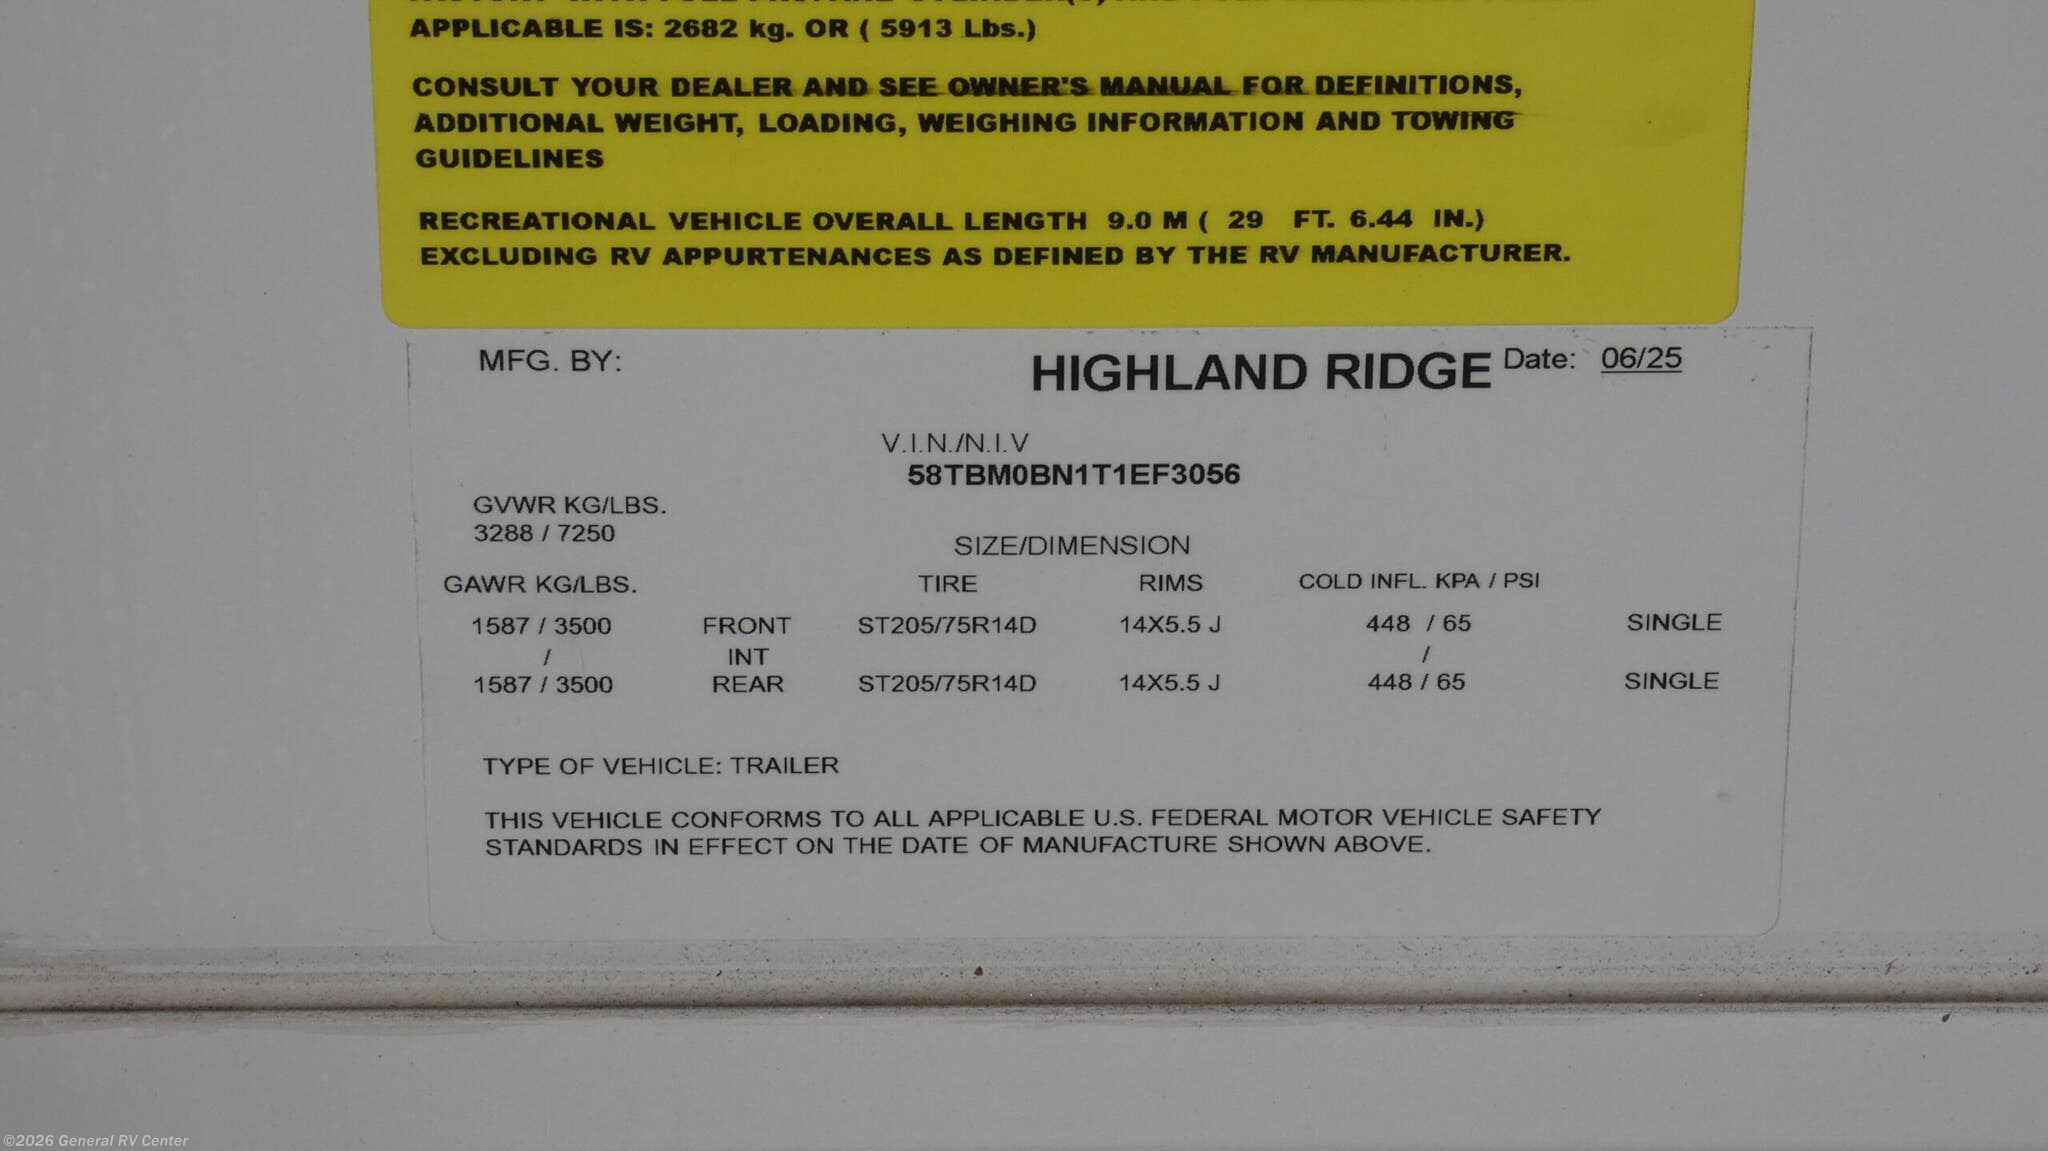 APPLICABLE IS: 2682 kg. OR ( 5913 Lbs.)
CONSULT YOUR DEALER AND SEE OWNER'S MANUAL FOR DEFINITIONS,
ADDITIONAL WEIGHT, LOADING, WEIGHING INFORMATION AND TOWING
GUIDELINES
RECREATIONAL VEHICLE OVERALL LENGTH 9.0 M ( 29 FT. 6.44 IN.)
EXCLUDING RV APPURTENANCES AS DEFINED BY THE RV MANUFACTURER.
MFG. BY: HIGHLAND RIDGE Date: 06/25
V.I.N./N.I.V
58TBM0BN1T1EF3056
GVWR KG/LBS.
3288 / 7250
SIZE/DIMENSION
GAWR KG/LBS. TIRE RIMS COLD INFL. KPA / PSI
1587 / 3500 FRONT ST205/75R14D 14X5.5 J 448 / 65 SINGLE
/ INT /
1587 / 3500 REAR ST205/75R14D 14X5.5 J 448 / 65 SINGLE
TYPE OF VEHICLE: TRAILER
THIS VEHICLE CONFORMS TO ALL APPLICABLE U.S. FEDERAL MOTOR VEHICLE SAFETY
STANDARDS IN EFFECT ON THE DATE OF MANUFACTURE SHOWN ABOVE.
©2026 General RV Center